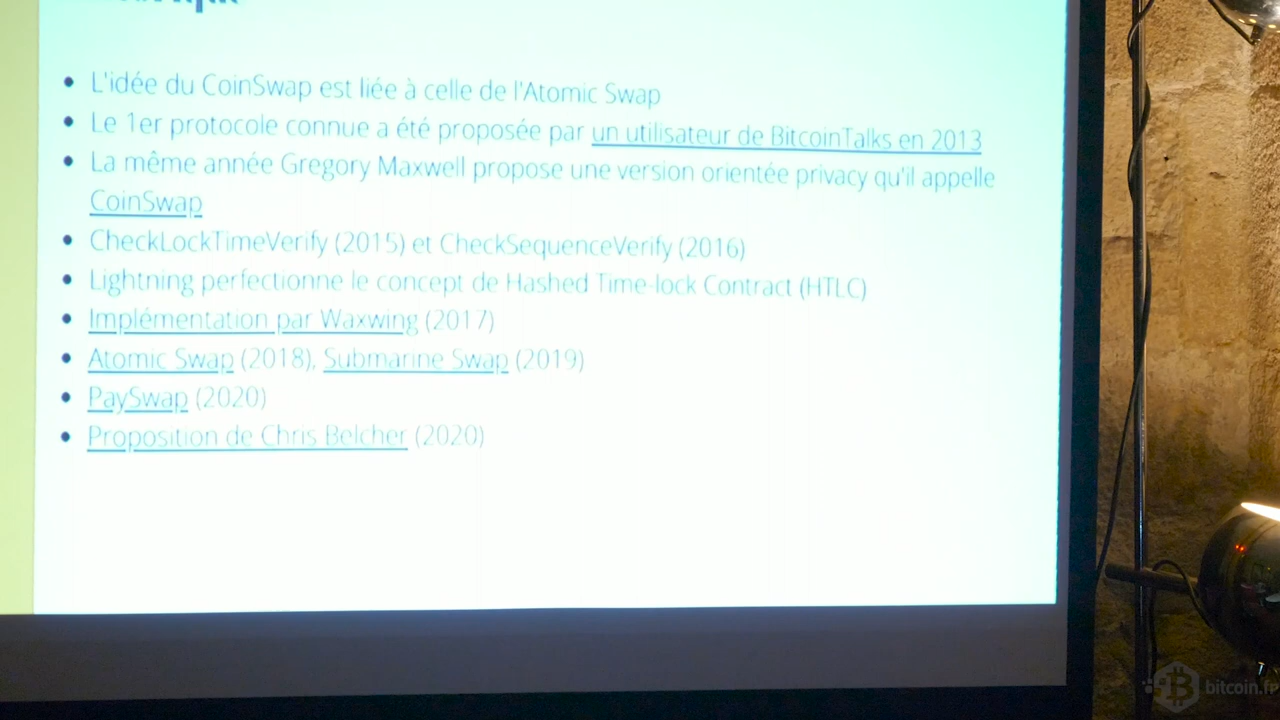 • L'idée du CoinSwap est liée à celle de l'Atomic Swap
• Le 1er protocole connue a été proposée par un utilisateur de BitcoinTalks en 2013
• La même année Gregory Maxwell propose une version orientée privacy qu'il appelle
CoinSwap
• CheckLockTimeVerify (2015) et CheckSequenceVerify (2016)
• Lightning perfectionne le concept de Hashed Time-lock Contract (HTLC)
• Implémentation par Waxwing (2017)
• Atomic Swap (2018), Submarine Swap (2019)
• PaySwap (2020)
• Proposition de Chris Belcher (2020)
bitcoin.fr